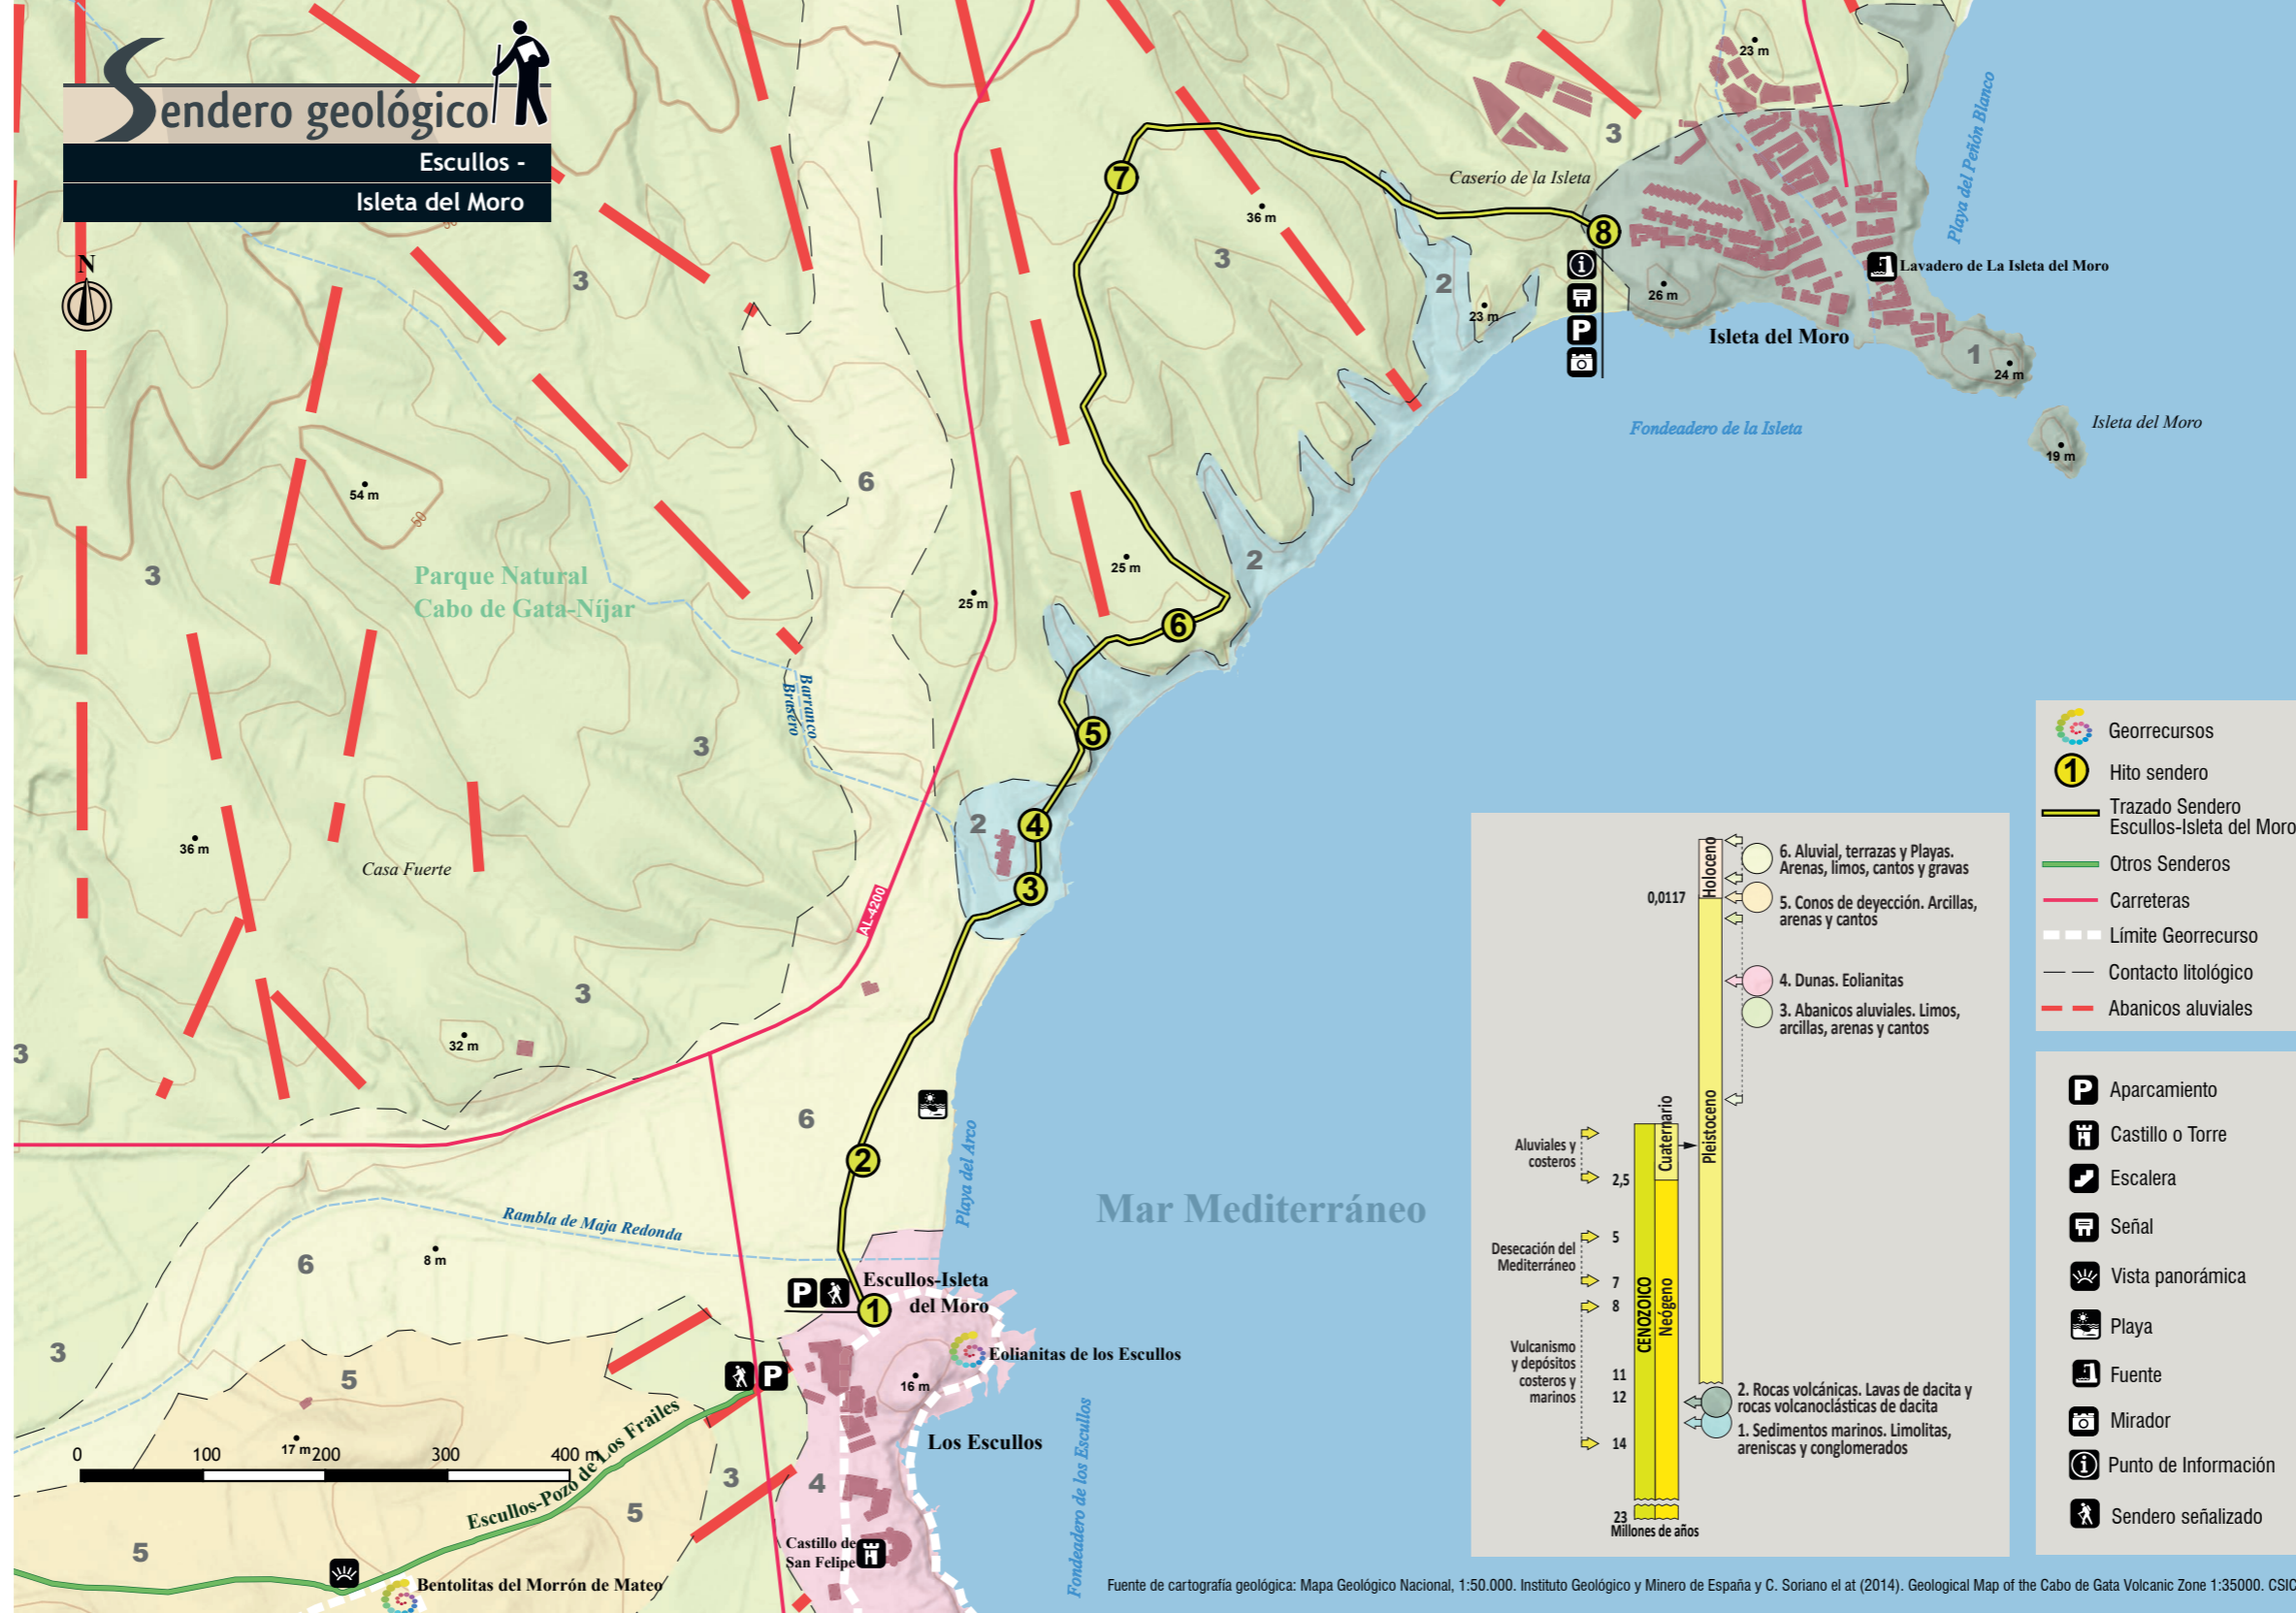 Sendero geológico
Escullos -
Isleta del Moro
N
50
3
3
54 m
50
3
Parque Natural
Cabo de Gata-Níjar
3
36 m
Casa Fuerte
3
32 m
3
6
25 m
Barranco
Brasero
AL-4200
7
36 m
3
25 m
6
2
5
2
4
3
23 m
3
Caserío de la Isleta
8
i
P
2
23 m
26 m
Lavadero de La Isleta del Moro
Playa del Peñón Blanco
Isleta del Moro
1
24 m
Isleta del Moro
19 m
Fondeadero de la Isleta
6
2
Playa del Arco
Mar Mediterráneo
Rambla de Maja Redonda
6
8 m
3
5
P
1
Escullos-Isleta
del Moro
Eolianitas de los Escullos
16 m
P
Los Escullos
Fondeadero de los Escullos
3
4
Castillo de
San Felipe
0 100 200 300 400 m
17 m
Escullos-Pozo de Los Frailes
5
5
Bentolitas del Morrón de Mateo
Georrecursos
1 Hito sendero
Trazado Sendero
Escullos-Isleta del Moro
Otros Senderos
Carreteras
Límite Georrecurso
Contacto litológico
Abanicos aluviales
P Aparcamiento
Castillo o Torre
Escalera
Señal
Vista panorámica
Playa
Fuente
Mirador
i Punto de Información
Sendero señalizado
Holoceno
0,0117
Pleistoceno
6. Aluvial, terrazas y Playas.
Arenas, limos, cantos y gravas
5. Conos de deyección. Arcillas,
arenas y cantos
4. Dunas. Eolianitas
3. Abanicos aluviales. Limos,
arcillas, arenas y cantos
Aluviales y
costeros
Cuaternario
2,5
Desecación del
Mediterráneo
5
7
8
CENOZOICO
Neógeno
Vulcanismo
y depósitos
costeros y
marinos
11
12
14
23
Millones de años
2. Rocas volcánicas. Lavas de dacita y
rocas volcanoclásticas de dacita
1. Sedimentos marinos. Limolitas,
areniscas y conglomerados
Fuente de cartografía geológica: Mapa Geológico Nacional, 1:50.000. Instituto Geológico y Minero de España y C. Soriano el at (2014). Geological Map of the Cabo de Gata Volcanic Zone 1:35000. CSIC